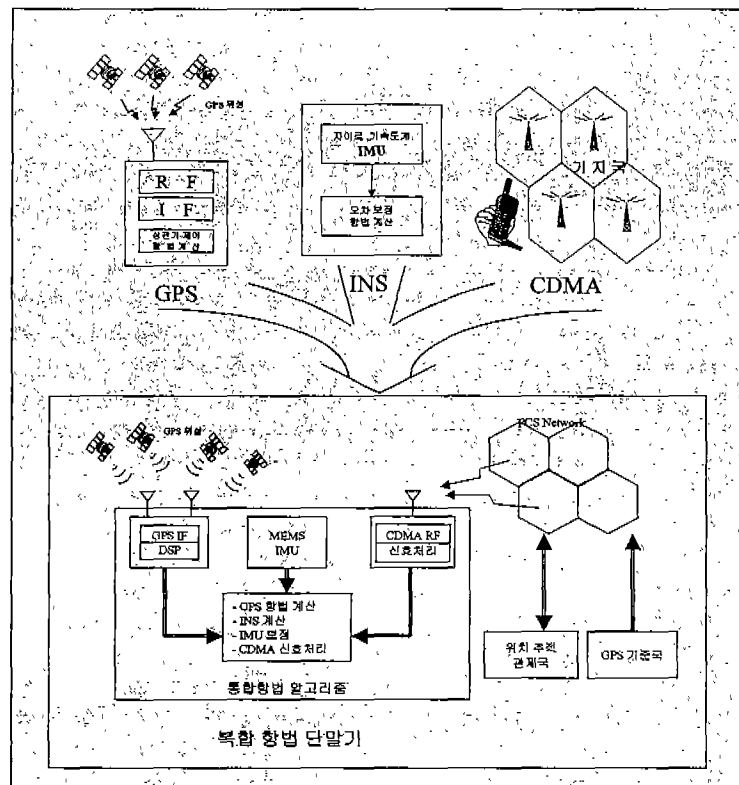 GPS 위성
R F
I F
상관기 제어
항법 계산
GPS
자이로, 가속도계
IMU
오차 보정
항법 계산
INS
기 지 국
CDMA
GPS 위성
PCS Network
GPS IF
DSP
MEMS
IMU
CDMA RF
신호처리
- GPS 항법 계산
- INS 계산
- IMU 보정
- CDMA 신호처리
통합항법 알고리줌
위치 추적
관제국
GPS 기준국
복합 항법 단말기